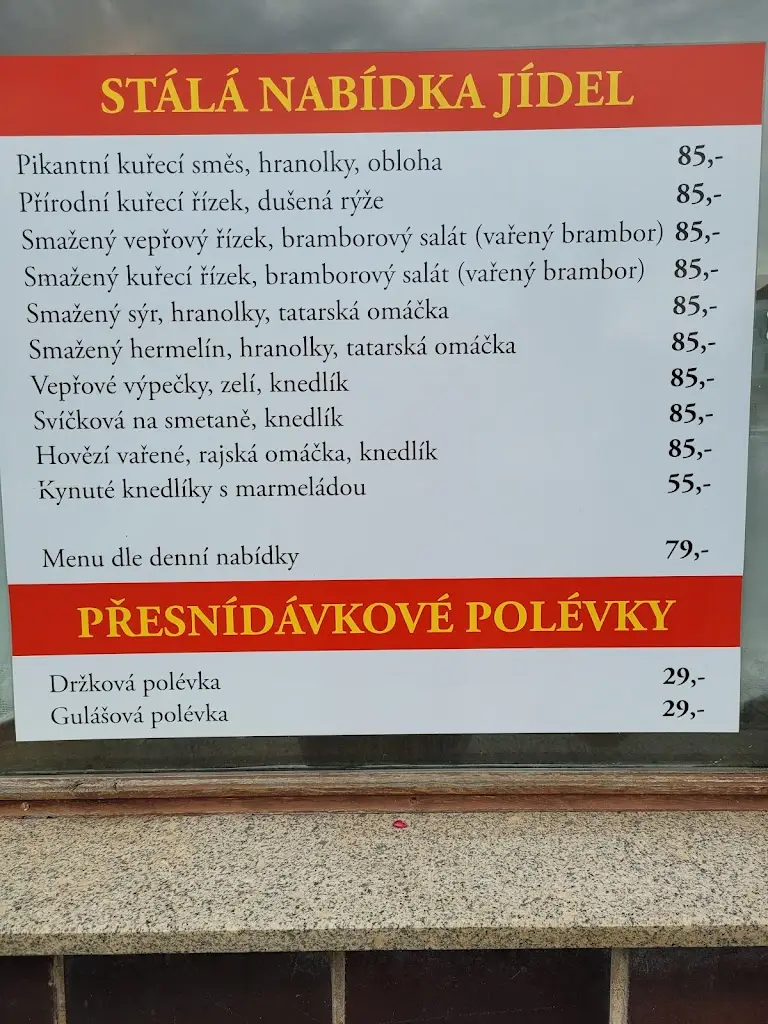 STÁLÁ NABÍDKA JÍDEL
Pikantní kuřecí směs, hranolky, obloha 85,-
Přírodní kuřecí řízek, dušená rýže 85,-
Smažený vepřový řízek, bramborový salát (vařený brambor) 85,-
Smažený kuřecí řízek, bramborový salát (vařený brambor) 85,-
Smažený sýr, hranolky, tatarská omáčka 85,-
Smažený hermelín, hranolky, tatarská omáčka 85,-
Vepřové výpečky, zelí, knedlík 85,-
Svíčková na smetaně, knedlík 85,-
Hovězí vařené, rajská omáčka, knedlík 85,-
Kynuté knedlíky s marmeládou 55,-
Menu dle denní nabídky 79,-
PŘESNÍDÁVKOVÉ POLÉVKY
Držková polévka 29,-
Gulášová polévka 29,-